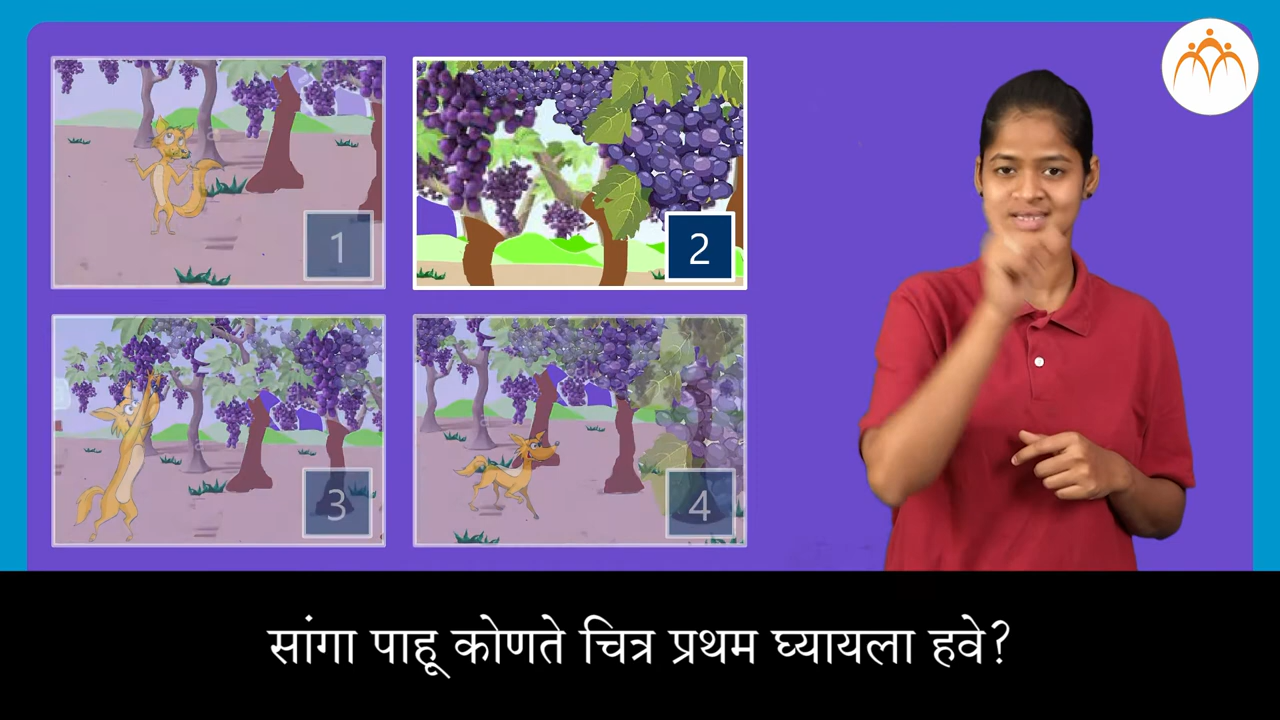 1
2
3
4
सांगा पाहू कोणते चित्र प्रथम घ्यायला हवे?